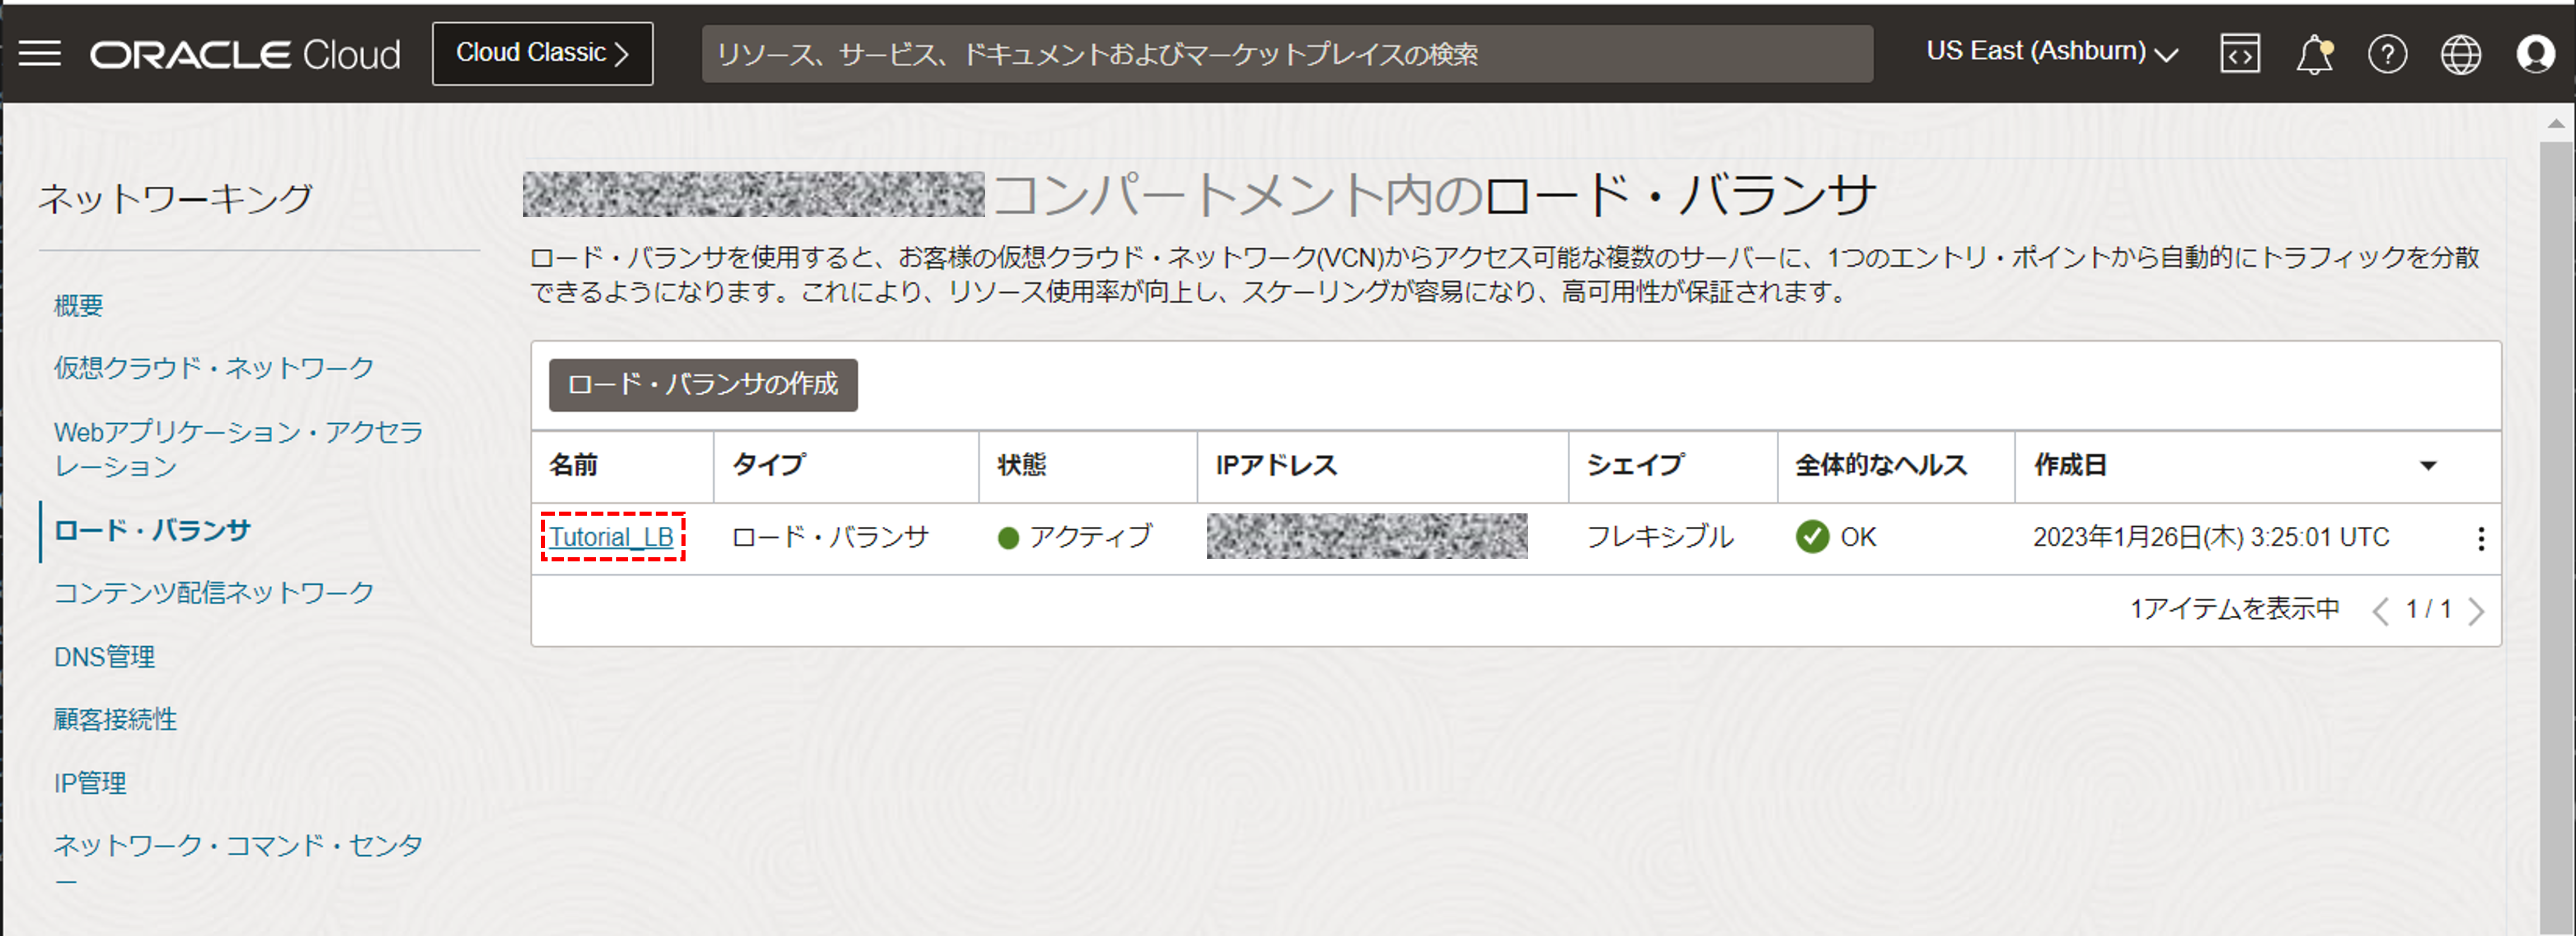 ORACLE Cloud
Cloud Classic
リソース、サービス、ドキュメントおよびマーケットプレイスの検索
US East (Ashburn)
ネットワーキング
概要
仮想クラウド・ネットワーク
Webアプリケーション・アクセラ
レーション
ロード・バランサ
コンテンツ配信ネットワーク
DNS管理
顧客接続性
IP管理
ネットワーク・コマンド・センタ
ー
コンパートメント内のロード・バランサ
ロード・バランサを使用すると、お客様の仮想クラウド・ネットワーク(VCN)からアクセス可能な複数のサーバーに、1つのエントリ・ポイントから自動的にトラフィックを分散
できるようになります。これにより、リソース使用率が向上し、スケーリングが容易になり、高可用性が保証されます。
ロード・バランサの作成
名前 タイプ 状態 IPアドレス シェイプ 全体的なヘルス 作成日
Tutorial_LB ロード・バランサ アクティブ フレキシブル OK 2023年1月26日(木) 3:25:01 UTC
1アイテムを表示中 1 / 1